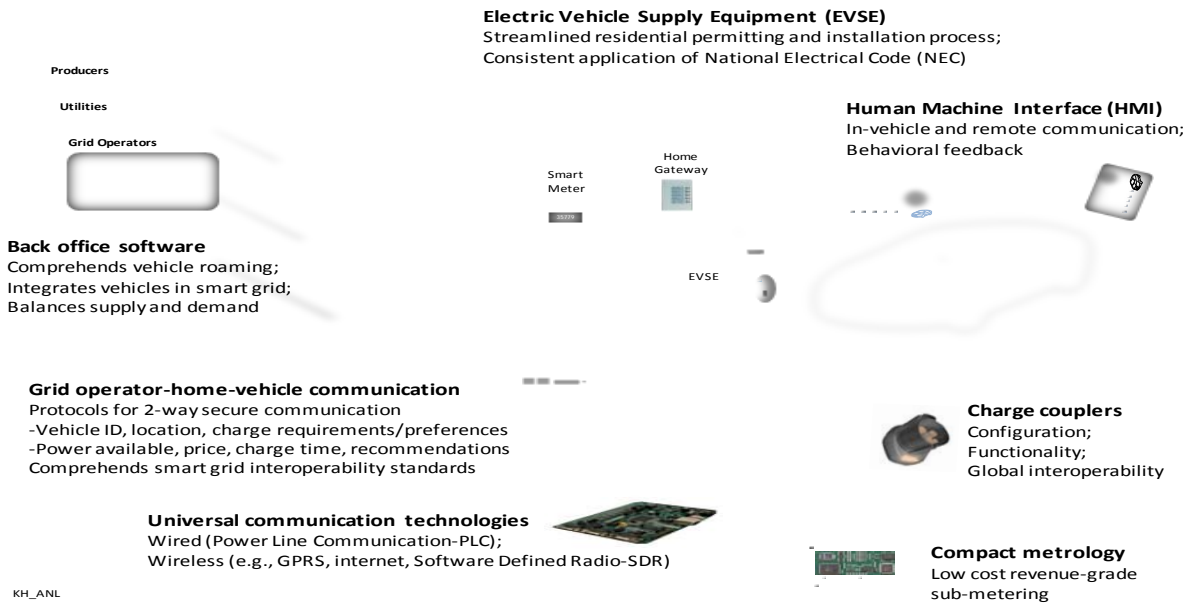 Electric Vehicle Supply Equipment (EVSE)
Streamlined residential permitting and installation process;
Consistent application of National Electrical Code (NEC)
Producers
Utilities
Grid Operators
Human Machine Interface (HMI)
In-vehicle and remote communication;
Behavioral feedback
Smart
Meter
Home
Gateway
EVSE
Back office software
Comprehends vehicle roaming;
Integrates vehicles in smart grid;
Balances supply and demand
Grid operator-home-vehicle communication
Protocols for 2-way secure communication
-Vehicle ID, location, charge requirements/preferences
-Power available, price, charge time, recommendations
Comprehends smart grid interoperability standards
Charge couplers
Configuration;
Functionality;
Global interoperability
Universal communication technologies
Wired (Power Line Communication-PLC);
Wireless (e.g., GPRS, internet, Software Defined Radio-SDR)
Compact metrology
Low cost revenue-grade
sub-metering
KH_ANL